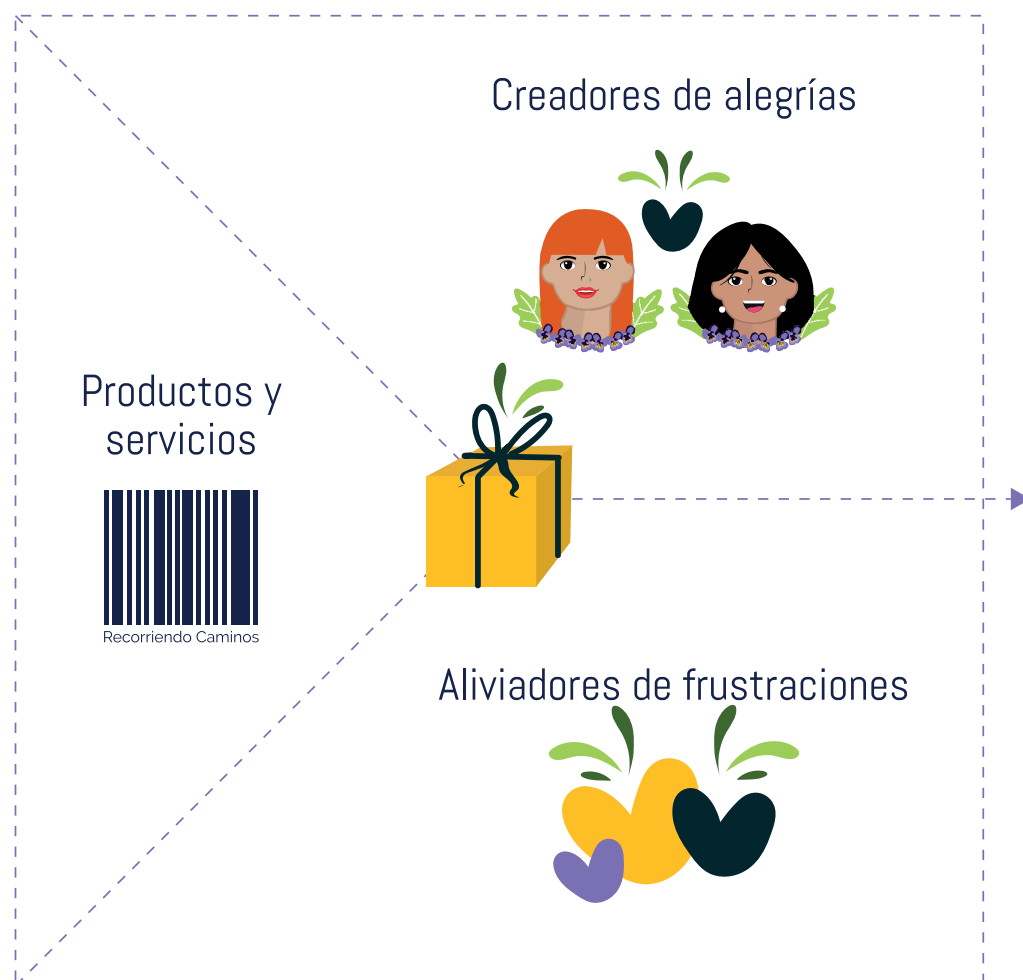 Creadores de alegrías
Productos y
servicios
Recorriendo Caminos
Aliviadores de frustraciones